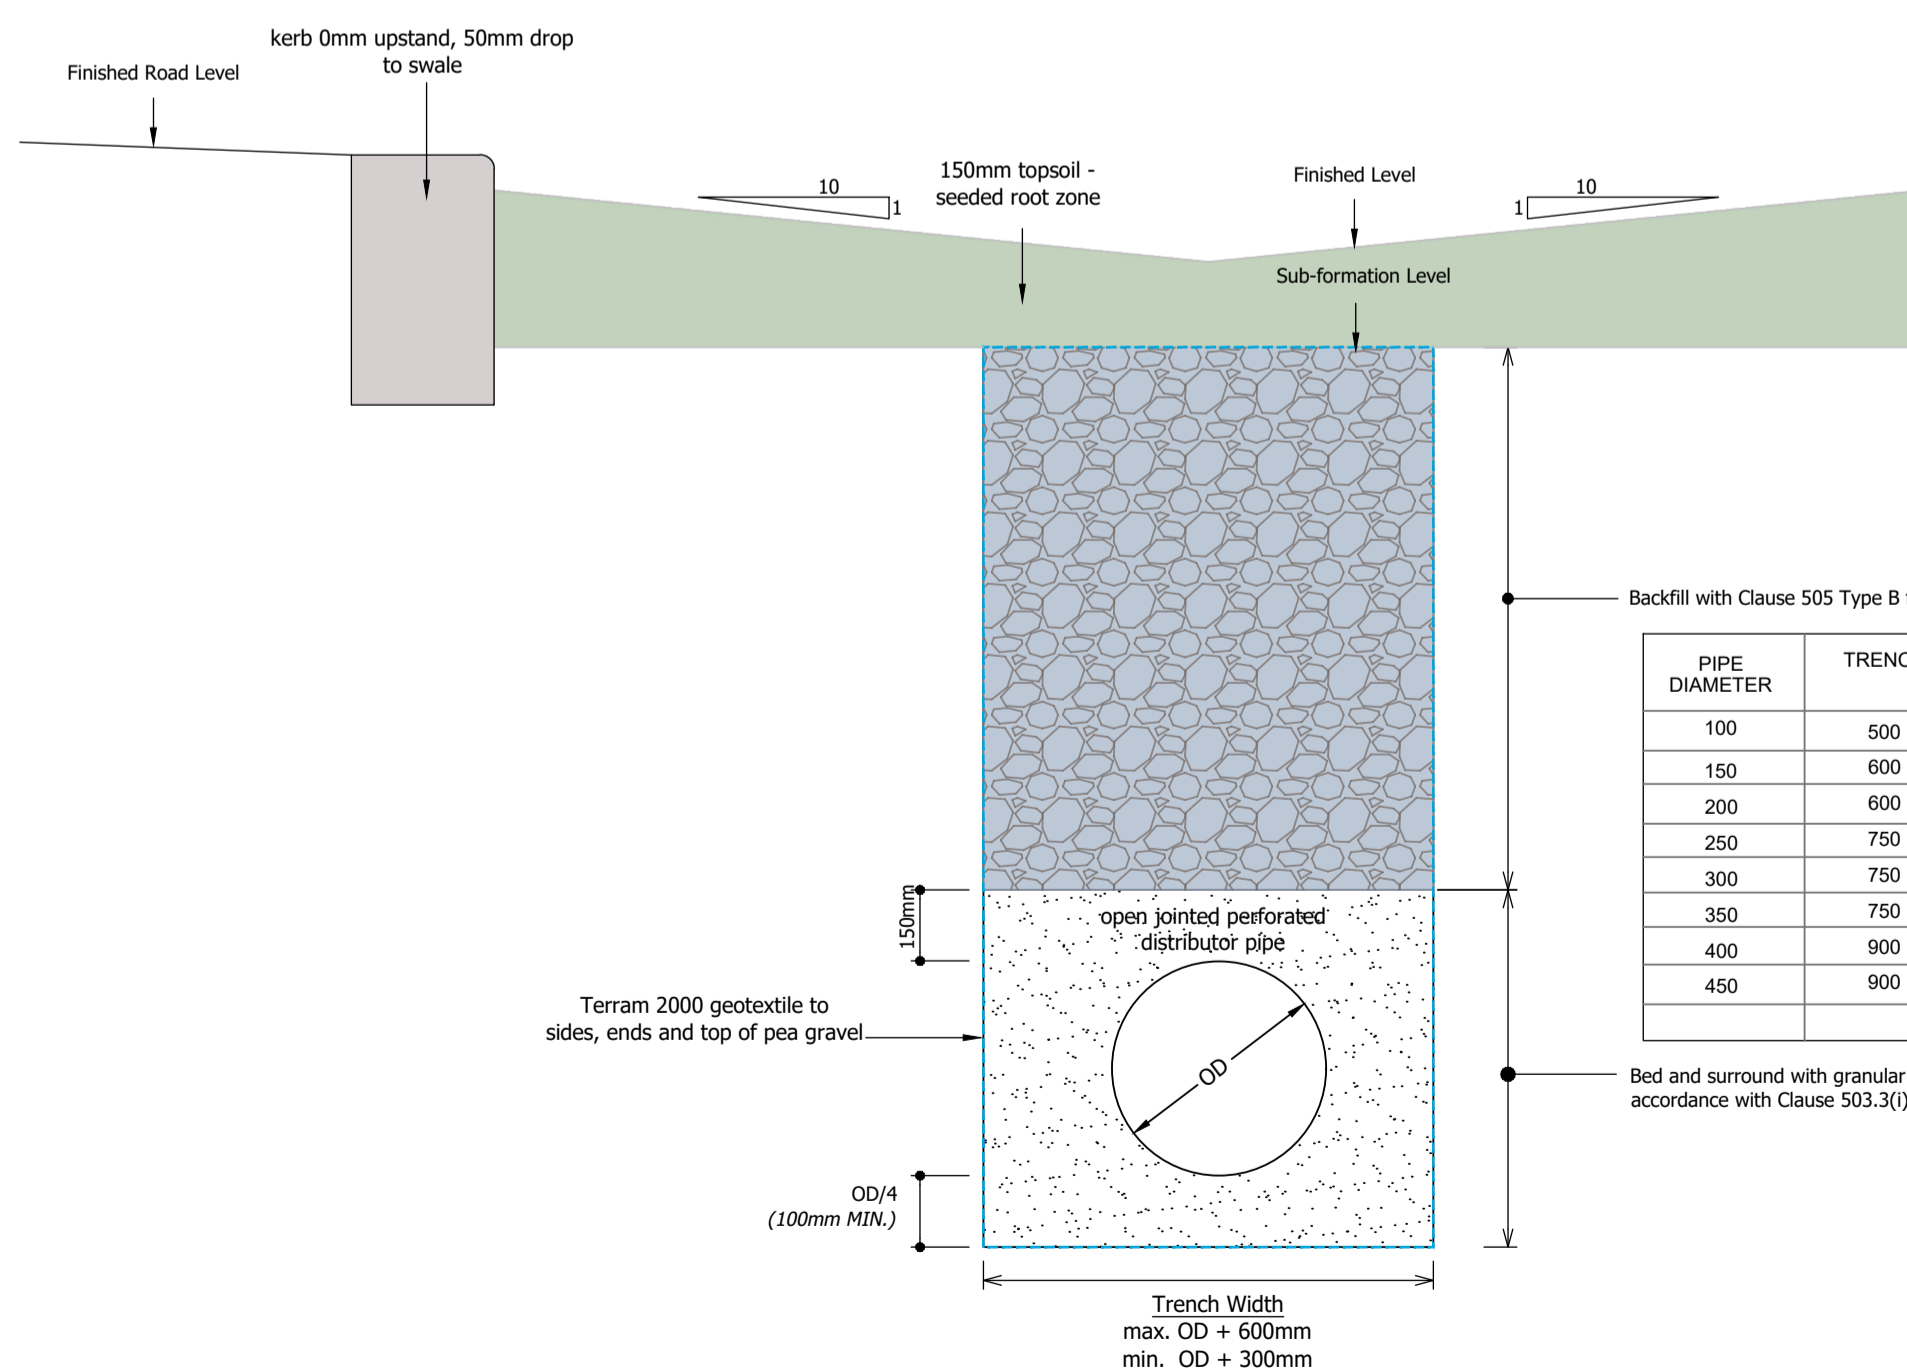 kerb 0mm upstand, 50mm drop
to swale
Finished Road Level
150mm topsoil -
seeded root zone
Finished Level
10
1
10
1
Sub-formation Level
Backfill with Clause 505 Type B
PIPE
DIAMETER
100 500
150 600
200 600
250 750
300 750
350 750
400 900
450 900
150mm
open jointed perforated
distributor pipe
Terram 2000 geotextile to
sides, ends and top of pea gravel
OD
Bed and surround with granular
accordance with Clause 503.3(i)
OD/4
(100mm MIN.)
Trench Width
max. OD + 600mm
min. OD + 300mm